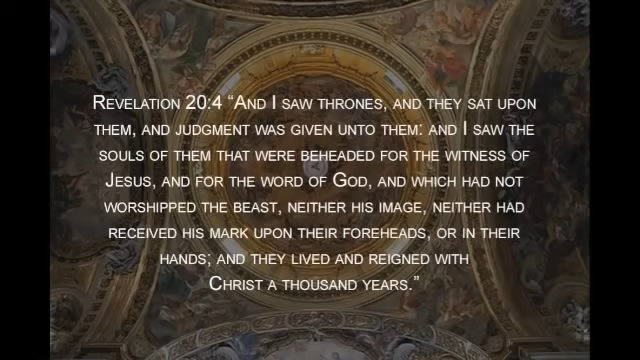 Revelation 20:4 “And I saw thrones, and they sat upon
them, and judgment was given unto them: and I saw the
souls of them that were beheaded for the witness of
Jesus, and for the word of God, and which had not
worshipped the beast, neither his image, neither had
received his mark upon their foreheads, or in their
hands; and they lived and reigned with
Christ a thousand years.”